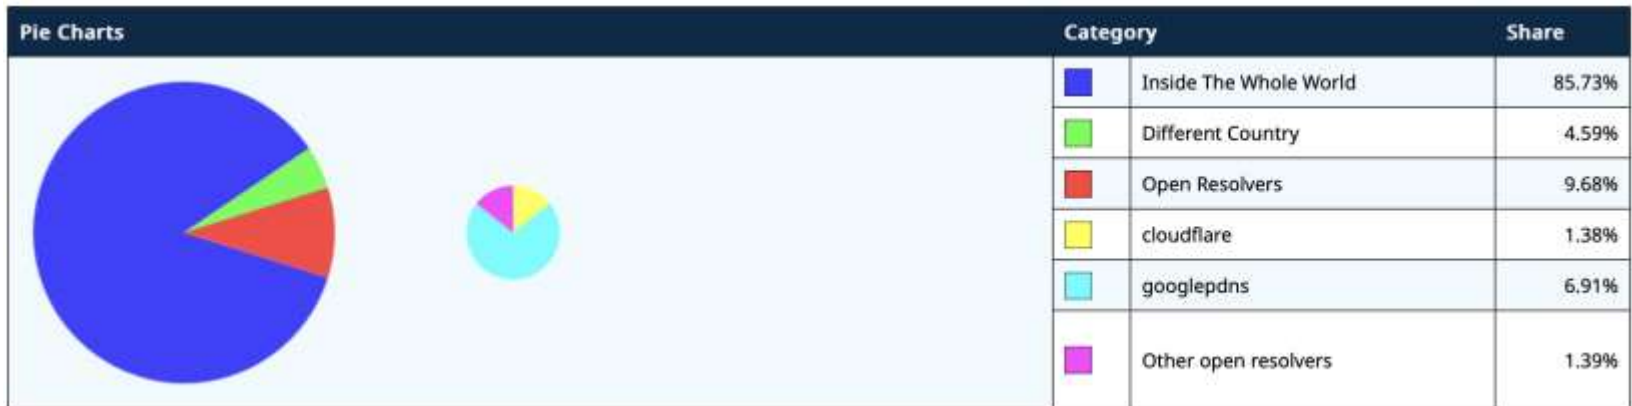 Pie Charts Category Share
Inside The Whole World 85.73%
Different Country 4.59%
Open Resolvers 9.68%
cloudflare 1.38%
googlepdns 6.91%
Other open resolvers 1.39%